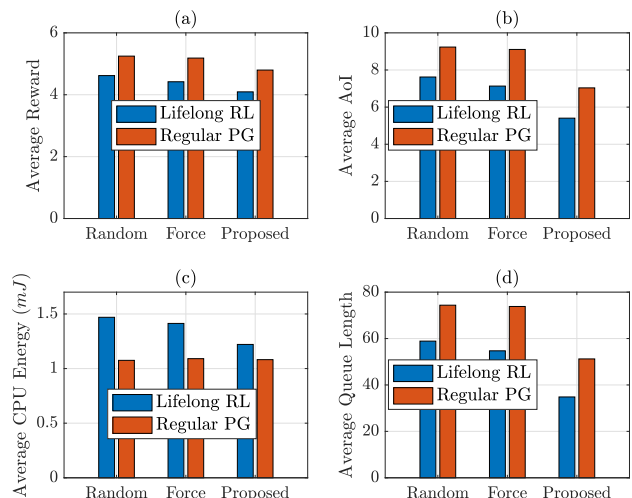 (a)
Average Reward
6
4
2
0
Lifelong RL
Regular PG
Random Force Proposed
(b)
Average AoI
10
8
6
4
2
0
Lifelong RL
Regular PG
Random Force Proposed
(c)
Average CPU Energy (mJ)
1.5
1
0.5
0
Lifelong RL
Regular PG
Random Force Proposed
(d)
Average Queue Length
80
60
40
20
0
Lifelong RL
Regular PG
Random Force Proposed